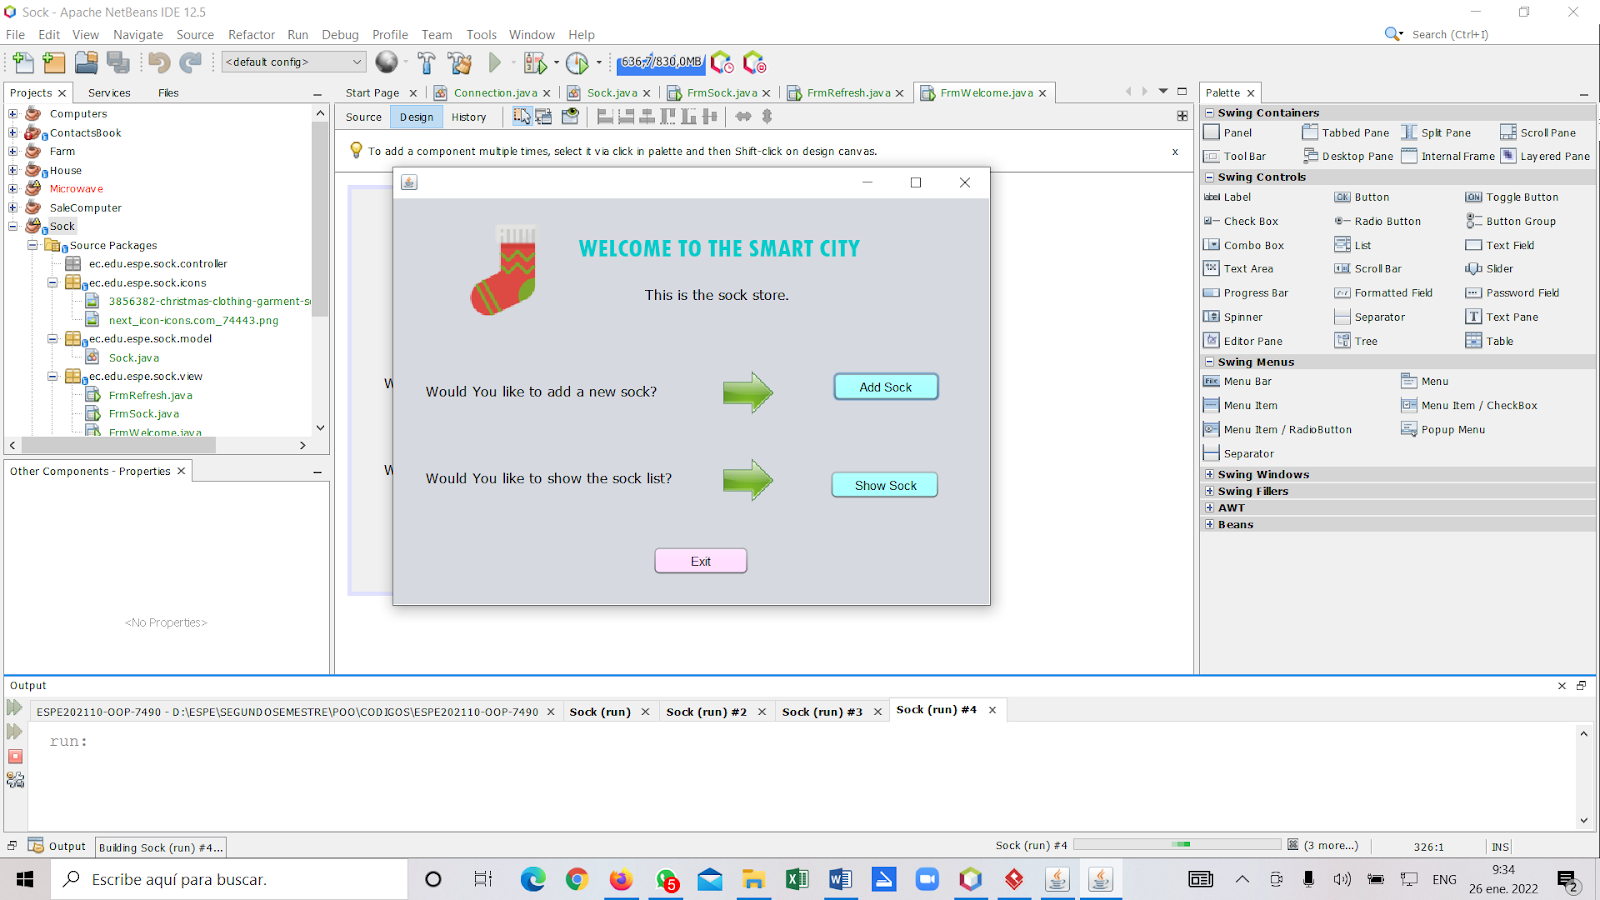 Sock - Apache NetBeans IDE 12.5
File Edit View Navigate Source Refactor Run Debug Profile Team Tools Window Help
Search (Ctrl+I)
<default config>
636,7/830,0MB
Projects Services Files
Start Page Connection.java Sock.java FrmSock.java FrmRefresh.java FrmWelcome.java
Palette
Computers
ContactsBook
Farm
House
Microwave
SaleComputer
Sock
Source Packages
ec.edu.espe.sock.controller
ec.edu.espe.sock.icons
3856382-christmas-clothing-garment-s
next_icon-icons.com_74443.png
ec.edu.espe.sock.model
Sock.java
ec.edu.espe.sock.view
FrmRefresh.java
FrmSock.java
FrmWelcome.java
Other Components - Properties
<No Properties>
Source Design History
To add a component multiple times, select it via click in palette and then Shift-click on design canvas.
x
W
W
WELCOME TO THE SMART CITY
This is the sock store.
Would You like to add a new sock?
Add Sock
Would You like to show the sock list?
Show Sock
Exit
Swing Containers
Panel Tabbed Pane Split Pane Scroll Pane
Tool Bar Desktop Pane Internal Frame Layered Pane
Swing Controls
label Label OK Button ON Toggle Button
Check Box Radio Button Button Group
Combo Box List Text Field
Text Area Scroll Bar Slider
Progress Bar Formatted Field Password Field
Spinner Separator T Text Pane
Editor Pane Tree Table
Swing Menus
File Menu Bar Menu
Menu Item Menu Item / CheckBox
Menu Item / RadioButton Popup Menu
Separator
Swing Windows
Swing Fillers
AWT
Beans
Output
ESPE202110-OOP-7490 - D:\ESPE\SEGUNDOSEMESTRE\POO\CODIGOS\ESPE202110-OOP-7490 Sock (run) Sock (run) #2 Sock (run) #3 Sock (run) #4
run:
Output Building Sock (run) #4...
Sock (run) #4 (3 more...) 326:1 INS
Escribe aquí para buscar.
5
ENG
9:34
26 ene. 2022
2